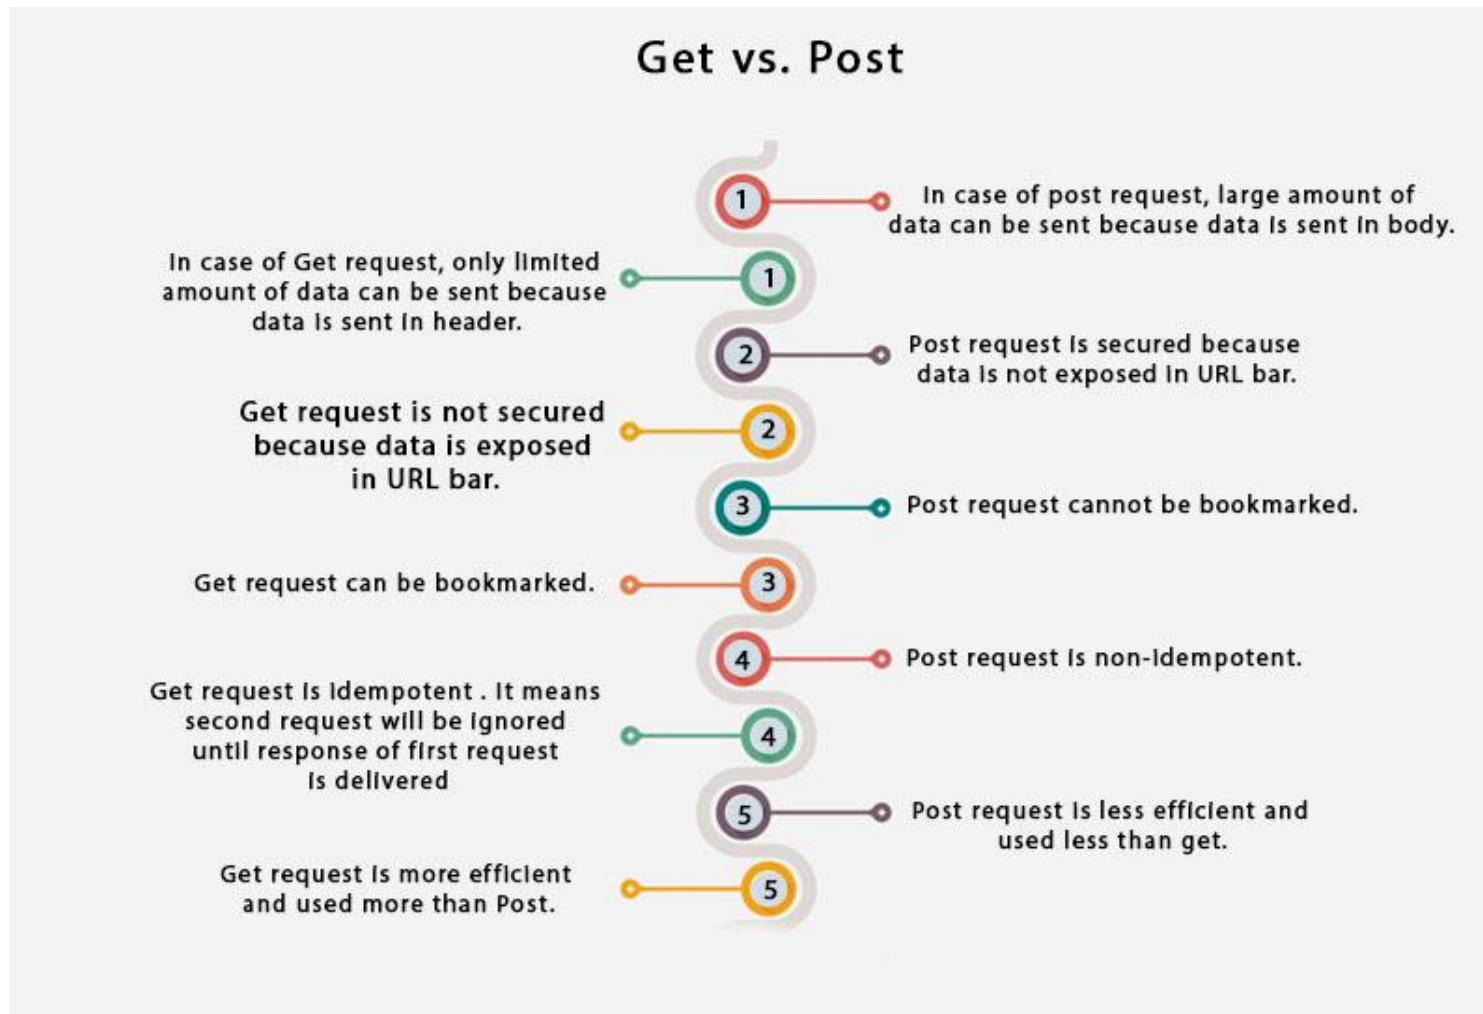 Get vs. Post
1
In case of post request, large amount of
data can be sent because data is sent in body.
In case of Get request, only limited
amount of data can be sent because
data is sent in header.
1
2
Post request is secured because
data is not exposed in URL bar.
Get request is not secured
because data is exposed
in URL bar.
2
3
Post request cannot be bookmarked.
Get request can be bookmarked.
3
4
Post request is non-idempotent.
Get request is idempotent . It means
second request will be ignored
until response of first request
is delivered
4
5
Post request is less efficient and
used less than get.
Get request is more efficient
and used more than Post.
5